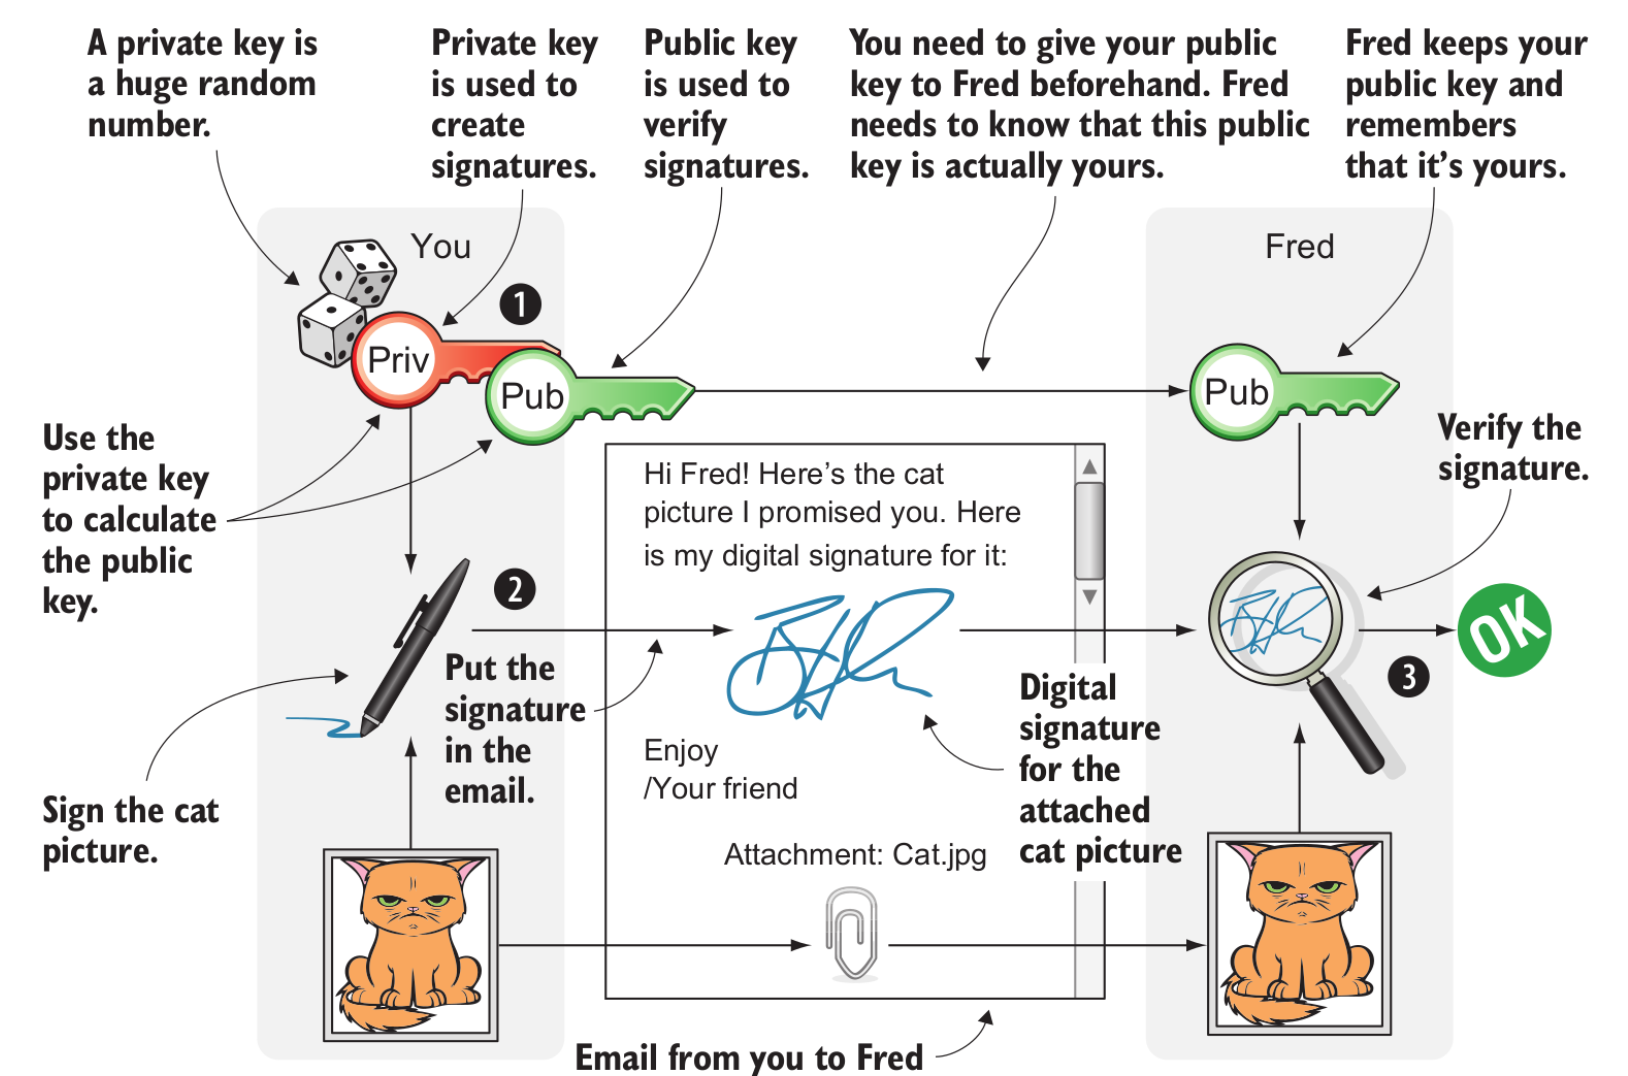 A private key is
a huge random
number.
Private key
is used to
create
signatures.
Public key
is used to
verify
signatures.
You need to give your public
key to Fred beforehand. Fred
needs to know that this public
key is actually yours.
Fred keeps your
public key and
remembers
that it’s yours.
You
Fred
1
Priv
Pub
Pub
Use the
private key
to calculate
the public
key.
Verify the
signature.
Hi Fred! Here’s the cat
picture I promised you. Here
is my digital signature for it:
2
OK
3
Put the
signature
in the
email.
Digital
signature
for the
attached
cat picture
Enjoy
/Your friend
Sign the cat
picture.
Attachment: Cat.jpg
Email from you to Fred